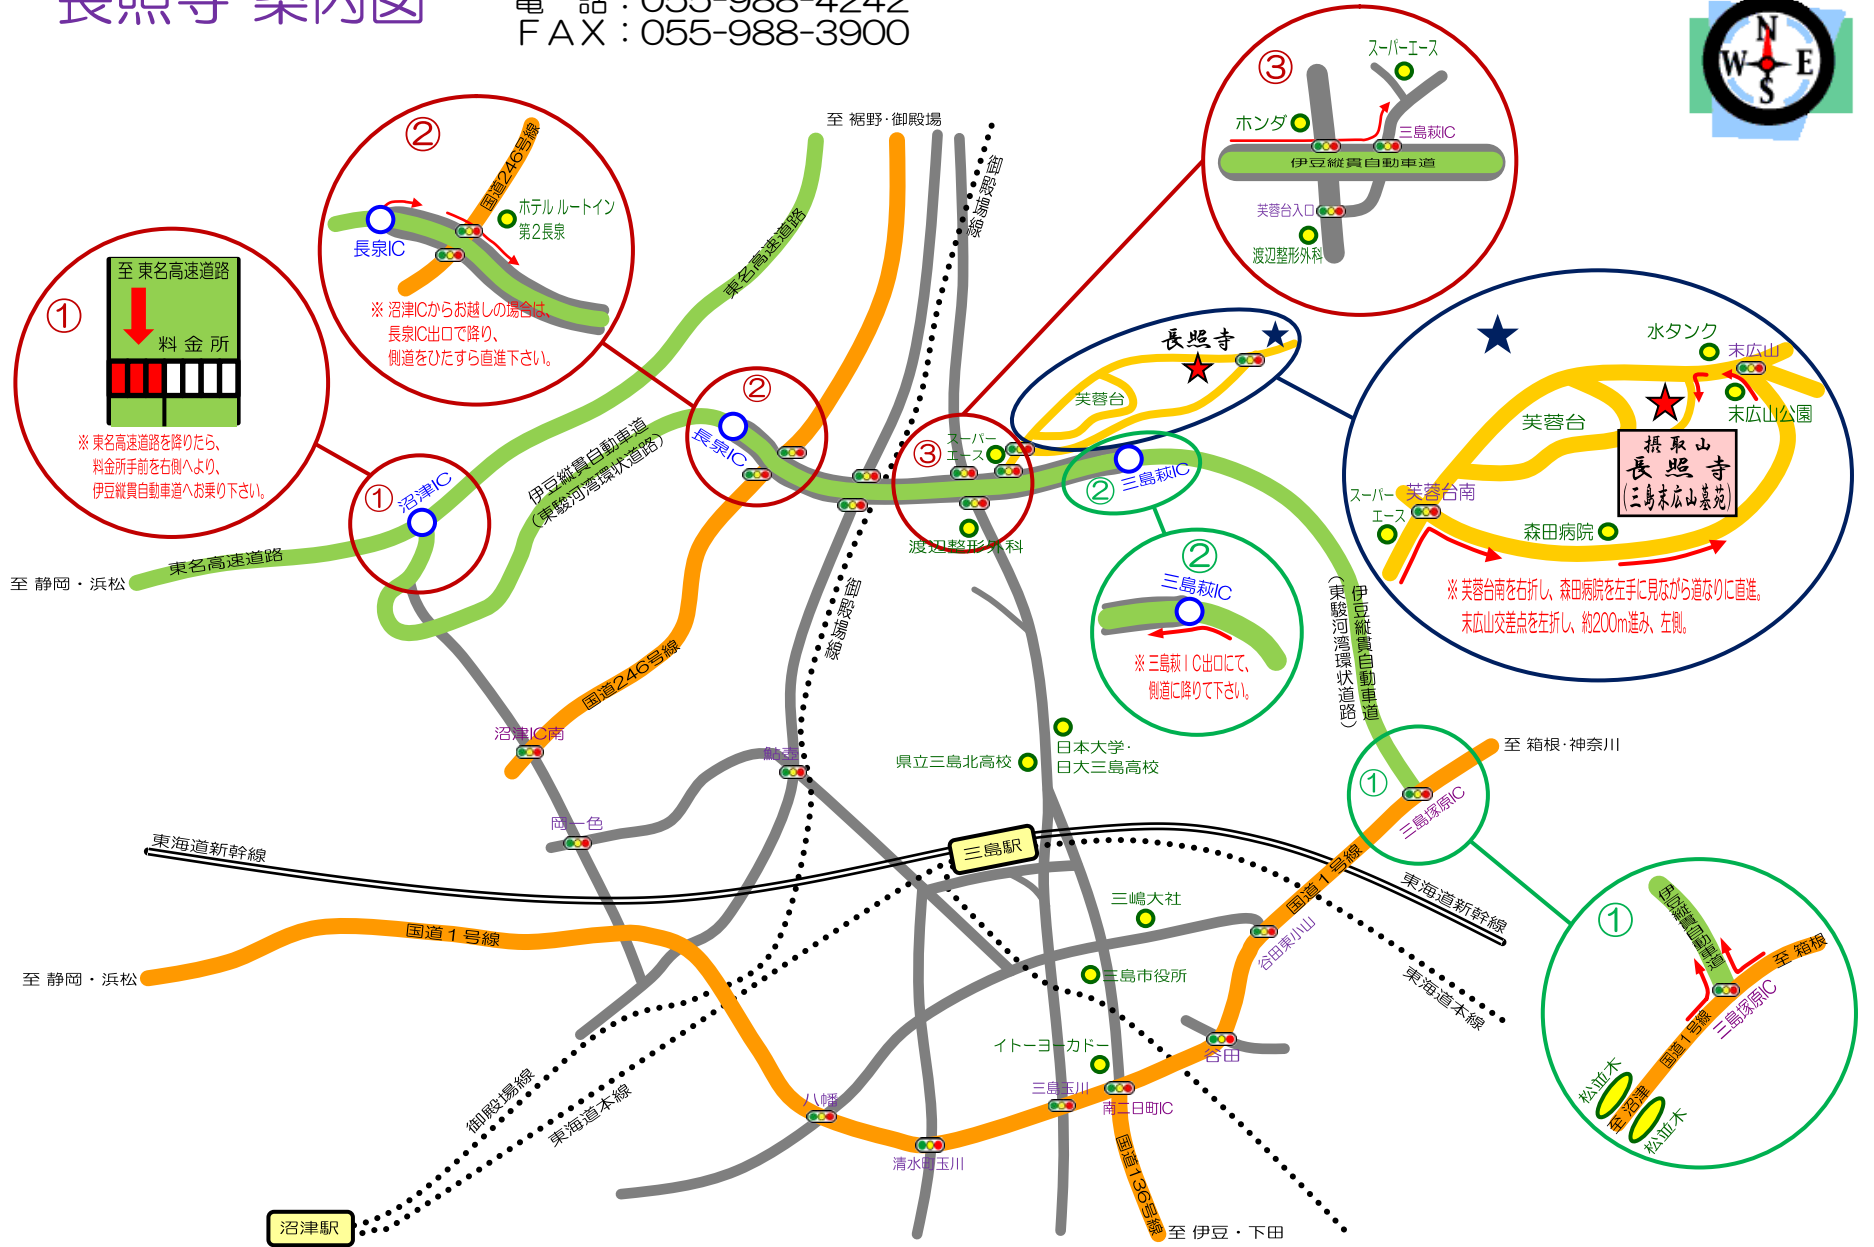 長照寺 案内図
電　話：055-988-4242
ＦＡＸ：055-988-3900
N
W
E
S
③
スーパーエース
ホンダ
三島萩IC
伊豆縦貫自動車道
芙蓉台入口
渡辺整形外科
②
国道246号線
ホテル ルートイン
第2長泉
長泉IC
※ 沼津ICからお越しの場合は、
長泉IC出口で降り、
側道をひたすら直進下さい。
①
至 東名高速道路
料 金 所
※ 東名高速道路を降りたら、
料金所手前を右側へより、
伊豆縦貫自動車道へお乗り下さい。
至 裾野・御殿場
御殿場線
東名高速道路
長照寺
芙蓉台
水タンク
末広山
末広山公園
芙蓉台
摂取山
長照寺
(三島末広山墓苑)
スーパー
エース
芙蓉台南
森田病院
※ 芙蓉台南を右折し、森田病院を左手に見ながら道なりに直進。
末広山交差点を左折し、約200m進み、左側。
②
長泉IC
③
スーパー
エース
②
三島萩IC
渡辺整形外科
①
沼津IC
伊豆縦貫自動車道
（東駿河湾環状道路）
東名高速道路
至 静岡・浜松
②
三島萩IC
※ 三島萩ＩＣ出口にて、
側道に降りて下さい。
伊豆縦貫自動車道
（東駿河湾環状道路）
御殿場線
国道246号線
沼津IC南
鮎壺
岡一色
県立三島北高校
日本大学・
日大三島高校
至 箱根・神奈川
①
三島塚原IC
東海道新幹線
三島駅
国道１号線
東海道新幹線
三嶋大社
谷田東小山
国道１号線
至 静岡・浜松
三島市役所
東海道本線
①
伊豆縦貫自動車道
至 箱根
三島塚原IC
国道1号線
松並木
至 沼津
松並木
イトーヨーカドー
谷田
三島玉川
南二日町IC
八幡
清水町玉川
御殿場線
東海道本線
国道136号線
沼津駅
至 伊豆・下田